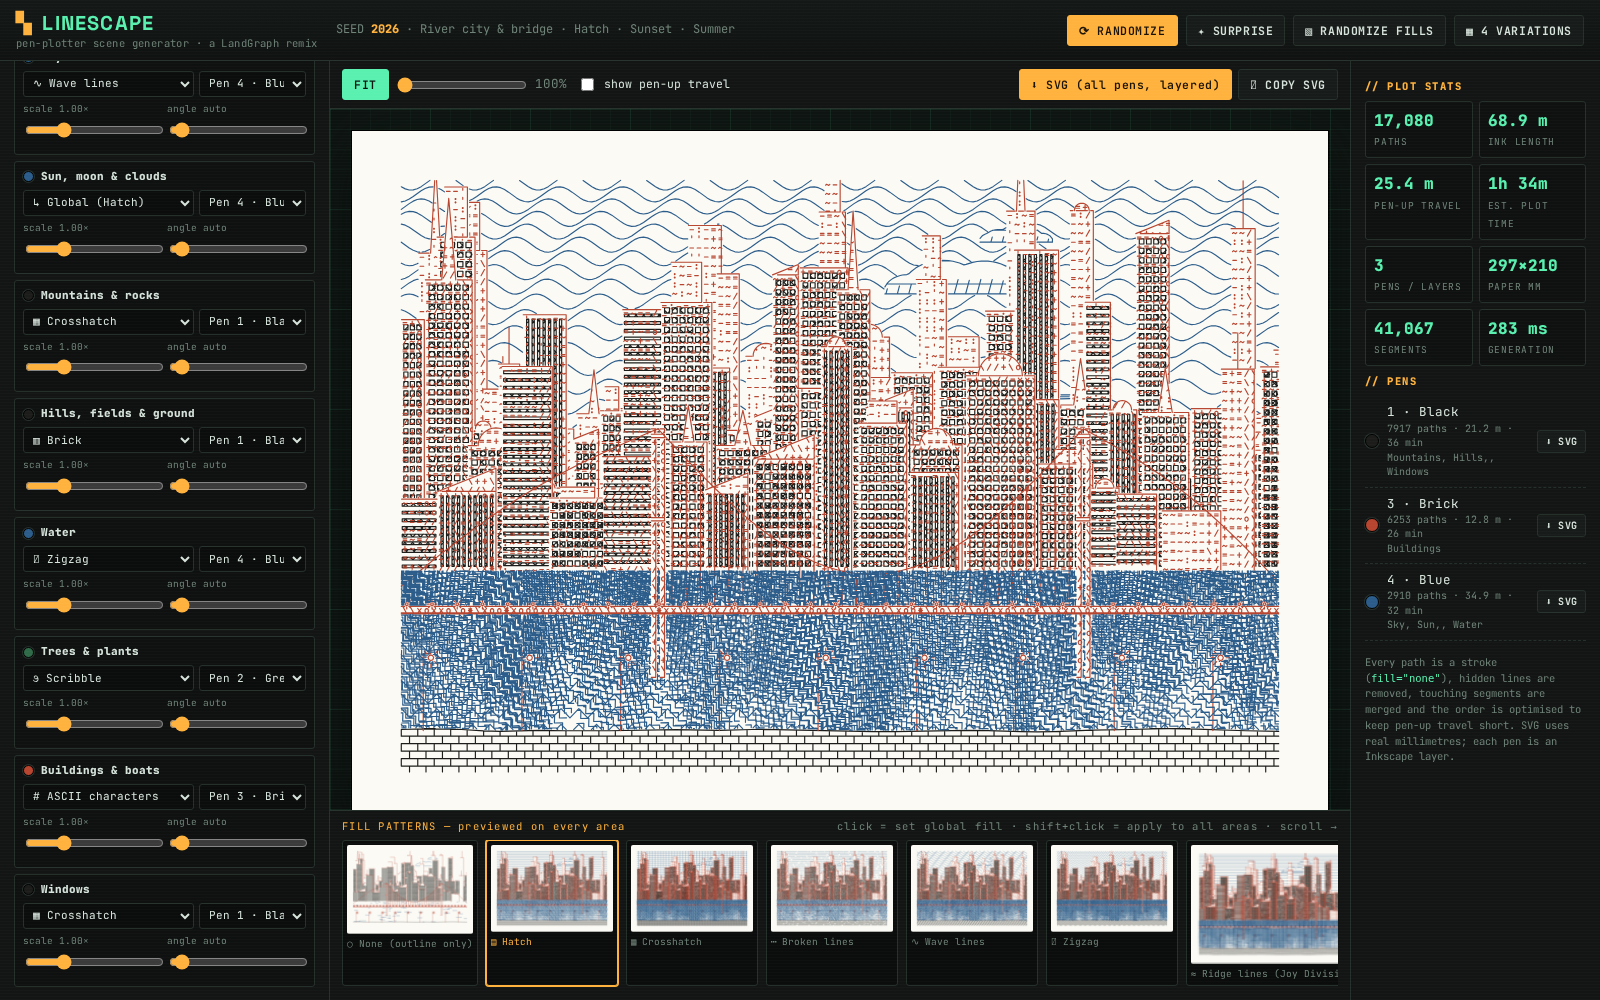 LINESCAPE
pen-plotter scene generator · a LandGraph remix
SEED 2026 · River city & bridge · Hatch · Sunset · Summer
⟳ RANDOMIZE
✦ SURPRISE
▧ RANDOMIZE FILLS
▦ 4 VARIATIONS
∿ Wave lines
Pen 4 · Blu
scale 1.00×
angle auto
Sun, moon & clouds
↳ Global (Hatch)
Pen 4 · Blu
scale 1.00×
angle auto
Mountains & rocks
▦ Crosshatch
Pen 1 · Bla
scale 1.00×
angle auto
Hills, fields & ground
▥ Brick
Pen 1 · Bla
scale 1.00×
angle auto
Water
Zigzag
Pen 4 · Blu
scale 1.00×
angle auto
Trees & plants
ə Scribble
Pen 2 · Gre
scale 1.00×
angle auto
Buildings & boats
# ASCII characters
Pen 3 · Bri
scale 1.00×
angle auto
Windows
▦ Crosshatch
Pen 1 · Bla
scale 1.00×
angle auto
FIT
100%
show pen-up travel
⬇ SVG (all pens, layered)
COPY SVG
FILL PATTERNS — previewed on every area
click = set global fill · shift+click = apply to all areas · scroll →
○ None (outline only)
▤ Hatch
▦ Crosshatch
┄ Broken lines
∿ Wave lines
Zigzag
≈ Ridge lines (Joy Divisi
// PLOT STATS
17,080
PATHS
68.9 m
INK LENGTH
25.4 m
PEN-UP TRAVEL
1h 34m
EST. PLOT
TIME
3
PENS / LAYERS
297×210
PAPER MM
41,067
SEGMENTS
283 ms
GENERATION
// PENS
1 · Black
7917 paths · 21.2 m ·
36 min
Mountains, Hills,,
Windows
⬇ SVG
3 · Brick
6253 paths · 12.8 m ·
26 min
Buildings
⬇ SVG
4 · Blue
2910 paths · 34.9 m ·
32 min
Sky, Sun,, Water
⬇ SVG
Every path is a stroke
(fill="none"), hidden lines are
removed, touching segments are
merged and the order is optimised to
keep pen-up travel short. SVG uses
real millimetres; each pen is an
Inkscape layer.